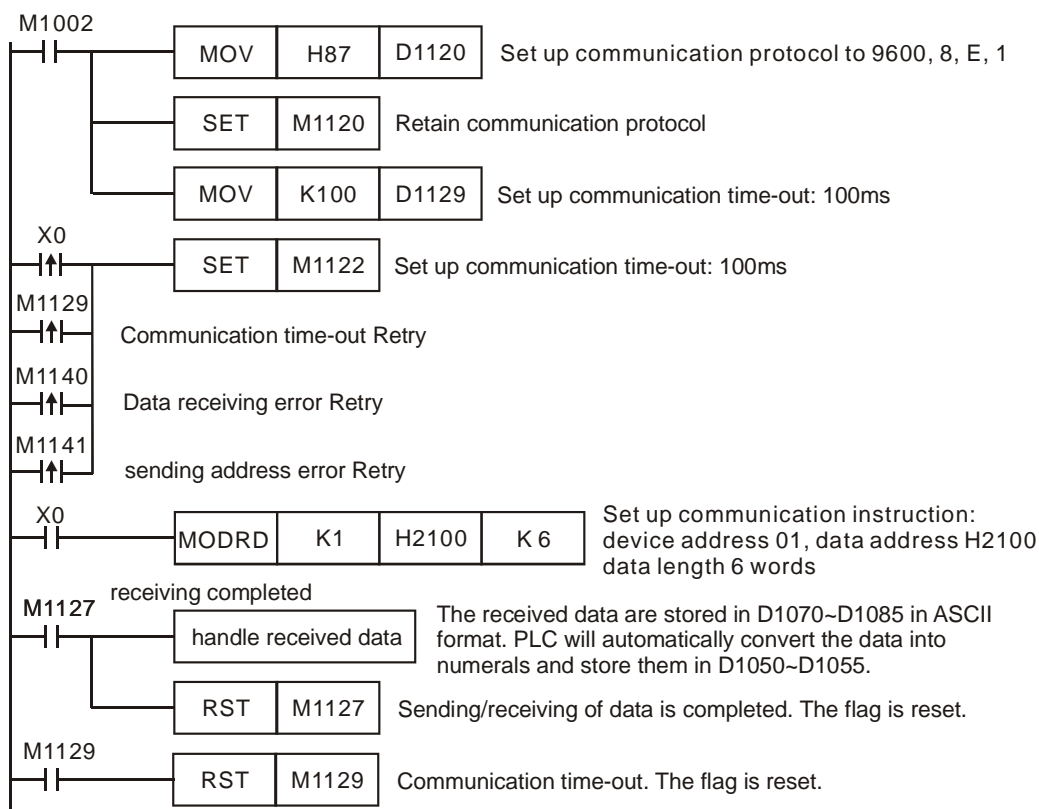 M1002
MOV H87 D1120 Set up communication protocol to 9600, 8, E, 1
SET M1120 Retain communication protocol
MOV K100 D1129 Set up communication time-out: 100ms
X0
SET M1122 Set up communication time-out: 100ms
M1129
Communication time-out Retry
M1140
Data receiving error Retry
M1141
sending address error Retry
X0
MODRD K1 H2100 K6 Set up communication instruction:
device address 01, data address H2100
data length 6 words
receiving completed
M1127
handle received data
The received data are stored in D1070~D1085 in ASCII
format. PLC will automatically convert the data into
numerals and store them in D1050~D1055.
RST M1127 Sending/receiving of data is completed. The flag is reset.
M1129
RST M1129 Communication time-out. The flag is reset.